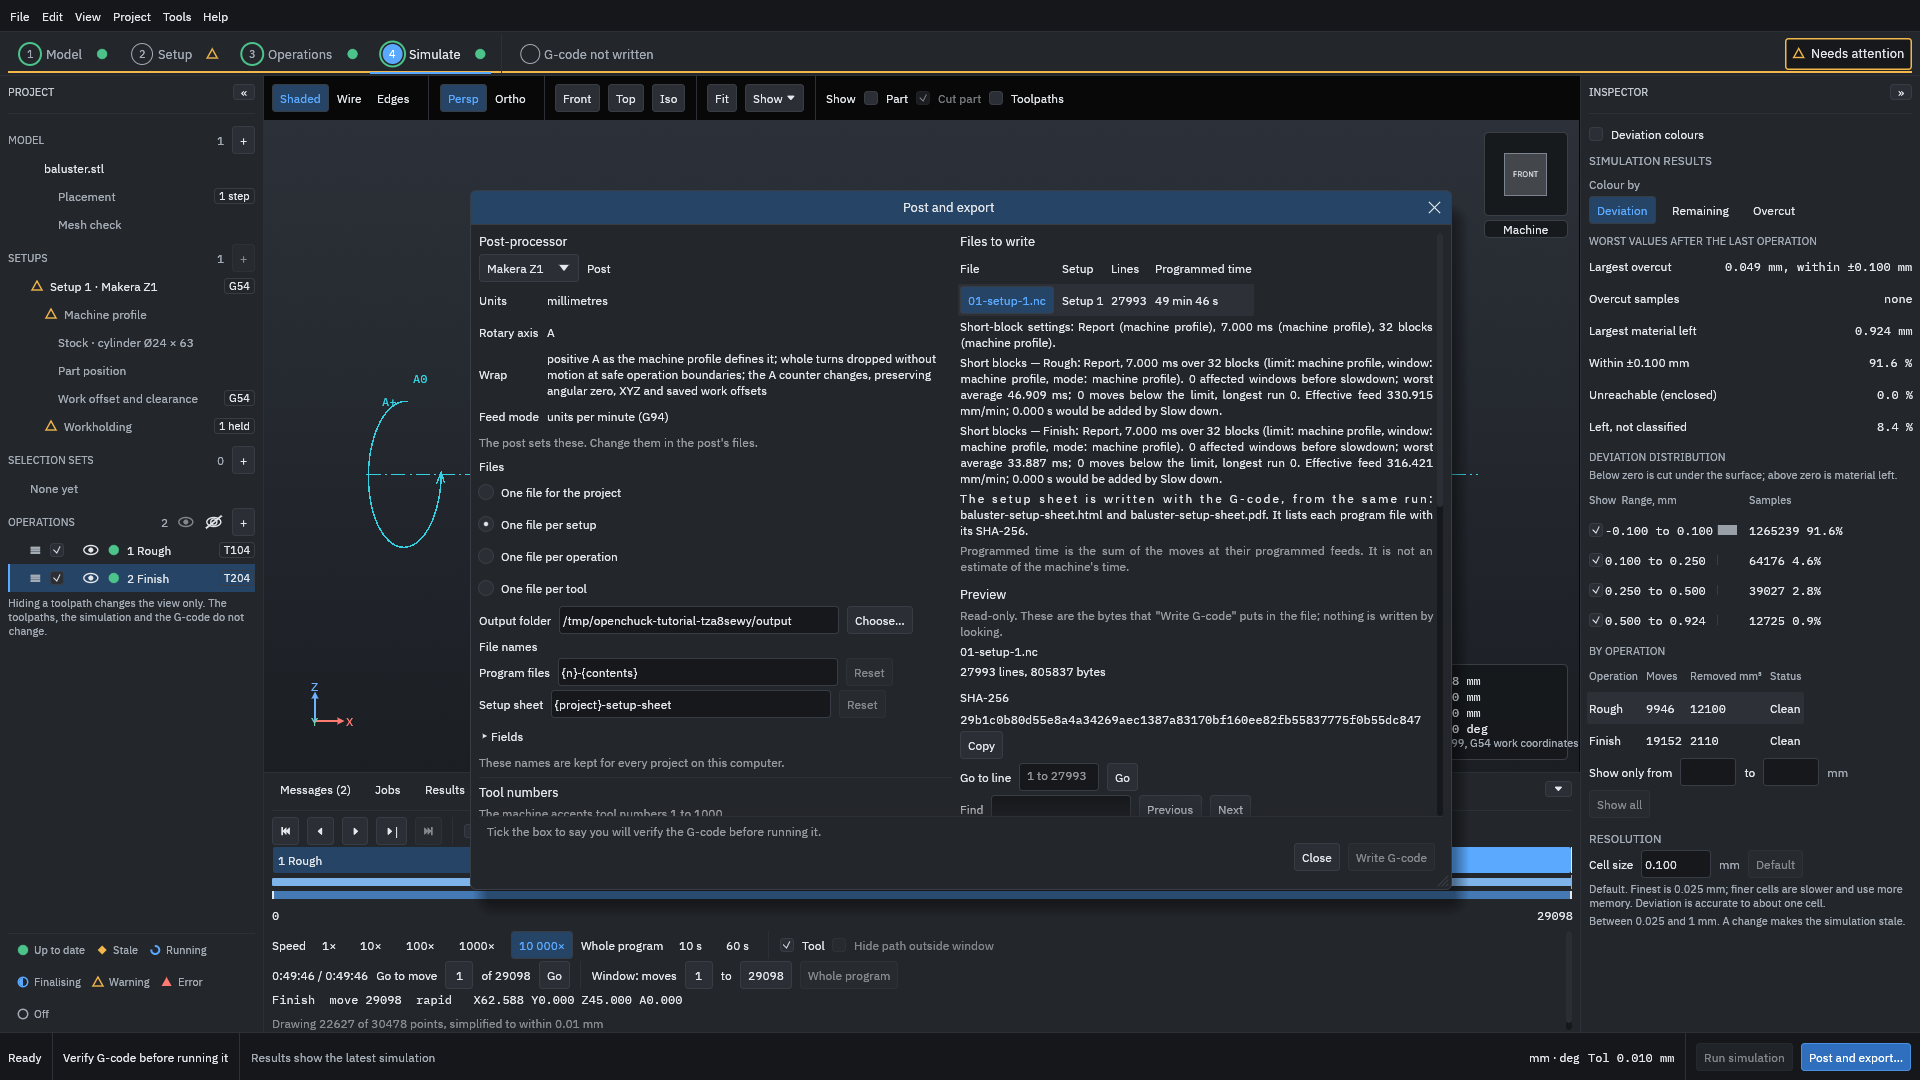 File Edit View Project Tools Help
1 Model 2 Setup 3 Operations 4 Simulate G-code not written Needs attention
PROJECT «
MODEL 1 +
baluster.stl
Placement 1 step
Mesh check
SETUPS 1 +
Setup 1 · Makera Z1 G54
Machine profile
Stock · cylinder Ø24 × 63
Part position
Work offset and clearance G54
Workholding 1 held
SELECTION SETS 0 +
None yet
OPERATIONS 2 +
1 Rough T104
2 Finish T204
Hiding a toolpath changes the view only. The
toolpaths, the simulation and the G-code do not
change.
Up to date Stale Running
Finalising Warning Error
Off
Shaded Wire Edges Persp Ortho Front Top Iso Fit Show Show Part Cut part Toolpaths
A0
A+
A
Z
Y X
FRONT
Machine
Post and export
Post-processor
Makera Z1 Post
Units millimetres
Rotary axis A
Wrap positive A as the machine profile defines it; whole turns dropped without
motion at safe operation boundaries; the A counter changes, preserving
angular zero, XYZ and saved work offsets
Feed mode units per minute (G94)
The post sets these. Change them in the post's files.
Files
One file for the project
One file per setup
One file per operation
One file per tool
Output folder /tmp/openchuck-tutorial-tza8sewy/output Choose...
File names
Program files {n}-{contents} Reset
Setup sheet {project}-setup-sheet Reset
Fields
These names are kept for every project on this computer.
Tool numbers
The machine accepts tool numbers 1 to 1000
Files to write
File Setup Lines Programmed time
01-setup-1.nc Setup 1 27993 49 min 46 s
Short-block settings: Report (machine profile), 7.000 ms (machine profile), 32 blocks
(machine profile).
Short blocks — Rough: Report, 7.000 ms over 32 blocks (limit: machine profile, window:
machine profile, mode: machine profile). 0 affected windows before slowdown; worst
average 46.909 ms; 0 moves below the limit, longest run 0. Effective feed 330.915
mm/min; 0.000 s would be added by Slow down.
Short blocks — Finish: Report, 7.000 ms over 32 blocks (limit: machine profile, window:
machine profile, mode: machine profile). 0 affected windows before slowdown; worst
average 33.887 ms; 0 moves below the limit, longest run 0. Effective feed 316.421
mm/min; 0.000 s would be added by Slow down.
The setup sheet is written with the G-code, from the same run:
baluster-setup-sheet.html and baluster-setup-sheet.pdf. It lists each program file with
its SHA-256.
Programmed time is the sum of the moves at their programmed feeds. It is not an
estimate of the machine's time.
Preview
Read-only. These are the bytes that "Write G-code" puts in the file; nothing is written by
looking.
01-setup-1.nc
27993 lines, 805837 bytes
SHA-256
29b1c0b80d55e8a4a34269aec1387a83170bf160ee82fb55837775f0b55dc847
Copy
Go to line 1 to 27993 Go
Find Previous Next
Tick the box to say you will verify the G-code before running it.
Close Write G-code
8 mm
0 mm
0 mm
0 deg
99, G54 work coordinates
Messages (2) Jobs Results
1 Rough
0 29098
Speed 1× 10× 100× 1000× 10 000× Whole program 10 s 60 s Tool Hide path outside window
0:49:46 / 0:49:46 Go to move 1 of 29098 Go Window: moves 1 to 29098 Whole program
Finish move 29098 rapid X62.588 Y0.000 Z45.000 A0.000
Drawing 22627 of 30478 points, simplified to within 0.01 mm
INSPECTOR »
Deviation colours
SIMULATION RESULTS
Colour by
Deviation Remaining Overcut
WORST VALUES AFTER THE LAST OPERATION
Largest overcut 0.049 mm, within ±0.100 mm
Overcut samples none
Largest material left 0.924 mm
Within ±0.100 mm 91.6 %
Unreachable (enclosed) 0.0 %
Left, not classified 8.4 %
DEVIATION DISTRIBUTION
Below zero is cut under the surface; above zero is material left.
Show Range, mm Samples
-0.100 to 0.100 1265239 91.6%
0.100 to 0.250 64176 4.6%
0.250 to 0.500 39027 2.8%
0.500 to 0.924 12725 0.9%
BY OPERATION
Operation Moves Removed mm³ Status
Rough 9946 12100 Clean
Finish 19152 2110 Clean
Show only from to mm
Show all
RESOLUTION
Cell size 0.100 mm Default
Default. Finest is 0.025 mm; finer cells are slower and use more
memory. Deviation is accurate to about one cell.
Between 0.025 and 1 mm. A change makes the simulation stale.
Ready Verify G-code before running it Results show the latest simulation mm · deg Tol 0.010 mm Run simulation Post and export...